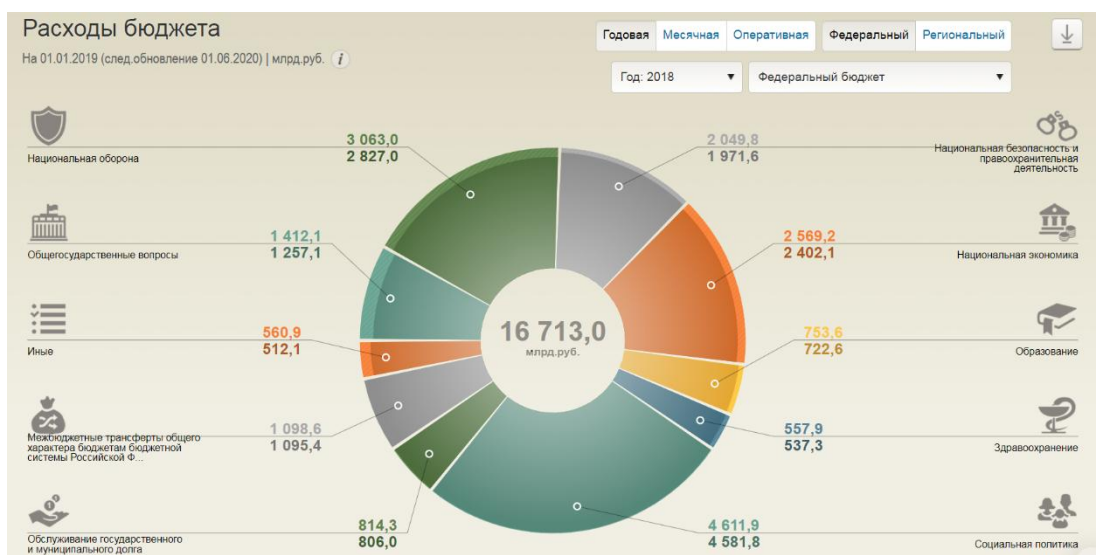 Расходы бюджета
На 01.01.2019 (след.обновление 01.06.2020) | млрд.руб. i
Годовая Месячная Оперативная Федеральный Региональный
Год: 2018 Федеральный бюджет
Национальная оборона
3 063,0
2 827,0
2 049,8
1 971,6
Национальная безопасность и
правоохранительная
деятельность
Общегосударственные вопросы
1 412,1
1 257,1
2 569,2
2 402,1
Национальная экономика
Иные
560,9
512,1
16 713,0
млрд.руб.
753,6
722,6
Образование
Межбюджетные трансферты общего
характера бюджетам бюджетной
системы Российской Ф...
1 098,6
1 095,4
557,9
537,3
Здравоохранение
Обслуживание государственного
и муниципального долга
814,3
806,0
4 611,9
4 581,8
Социальная политика